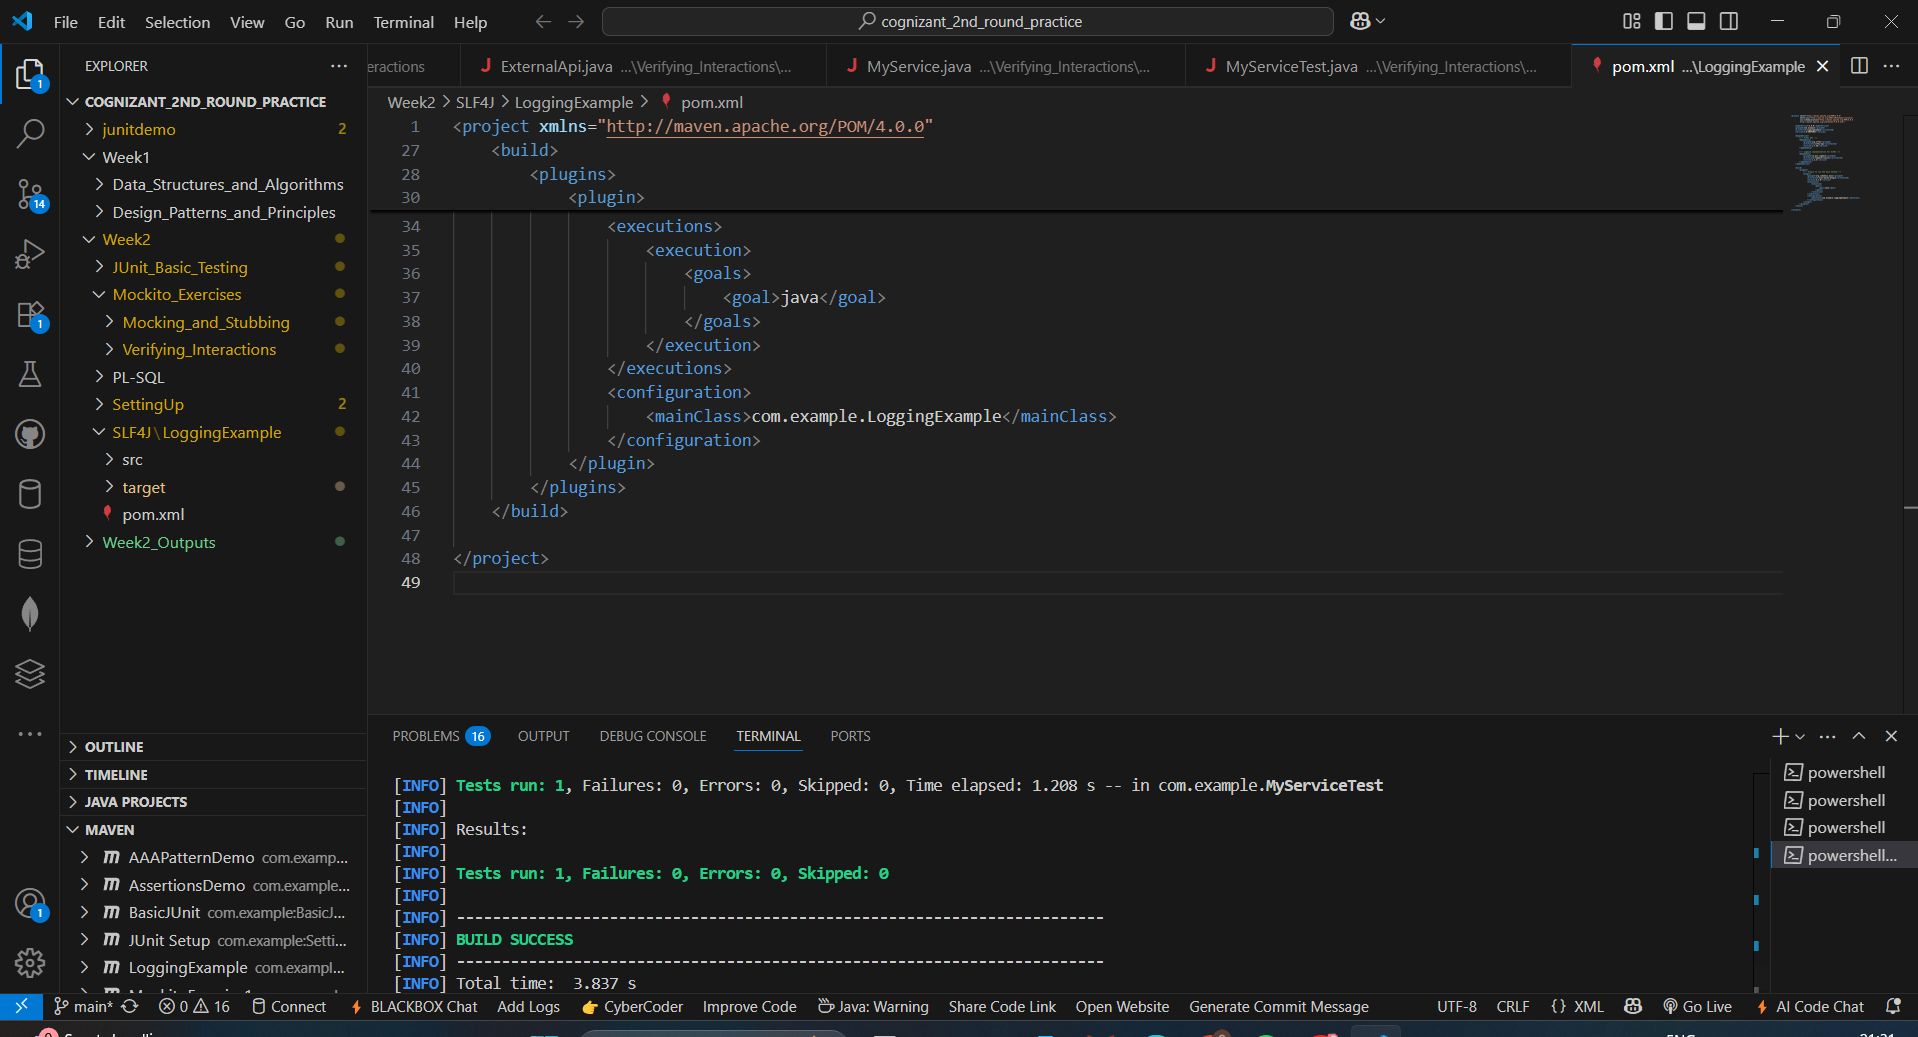 File Edit Selection View Go Run Terminal Help
cognizant_2nd_round_practice
EXPLORER
COGNIZANT_2ND_ROUND_PRACTICE
junitdemo 2
Week1
Data_Structures_and_Algorithms
Design_Patterns_and_Principles
Week2
JUnit_Basic_Testing
Mockito_Exercises
Mocking_and_Stubbing
Verifying_Interactions
PL-SQL
SettingUp 2
SLF4J\LoggingExample
src
target
pom.xml
Week2_Outputs
OUTLINE
TIMELINE
JAVA PROJECTS
MAVEN
AAAPatternDemo com.examp...
AssertionsDemo com.example...
BasicJUnit com.example:BasicJ...
JUnit Setup com.example:Setti...
LoggingExample com.exampl...
1
14
1
1
eractions
ExternalApi.java ...\Verifying_Interactions\...
MyService.java ...\Verifying_Interactions\...
MyServiceTest.java ...\Verifying_Interactions\...
pom.xml ...\LoggingExample
Week2 > SLF4J > LoggingExample > pom.xml
1 <project xmlns="http://maven.apache.org/POM/4.0.0"
27 <build>
28 <plugins>
30 <plugin>
34 <executions>
35 <execution>
36 <goals>
37 <goal>java</goal>
38 </goals>
39 </execution>
40 </executions>
41 <configuration>
42 <mainClass>com.example.LoggingExample</mainClass>
43 </configuration>
44 </plugin>
45 </plugins>
46 </build>
47
48 </project>
49
PROBLEMS 16 OUTPUT DEBUG CONSOLE TERMINAL PORTS
[INFO] Tests run: 1, Failures: 0, Errors: 0, Skipped: 0, Time elapsed: 1.208 s -- in com.example.MyServiceTest
[INFO]
[INFO] Results:
[INFO]
[INFO] Tests run: 1, Failures: 0, Errors: 0, Skipped: 0
[INFO]
[INFO] ------------------------------------------------------------------------
[INFO] BUILD SUCCESS
[INFO] ------------------------------------------------------------------------
[INFO] Total time:  3.837 s
powershell
powershell
powershell
powershell...
main* 0 16 Connect BLACKBOX Chat Add Logs CyberCoder Improve Code Java: Warning Share Code Link Open Website Generate Commit Message UTF-8 CRLF {} XML Go Live AI Code Chat